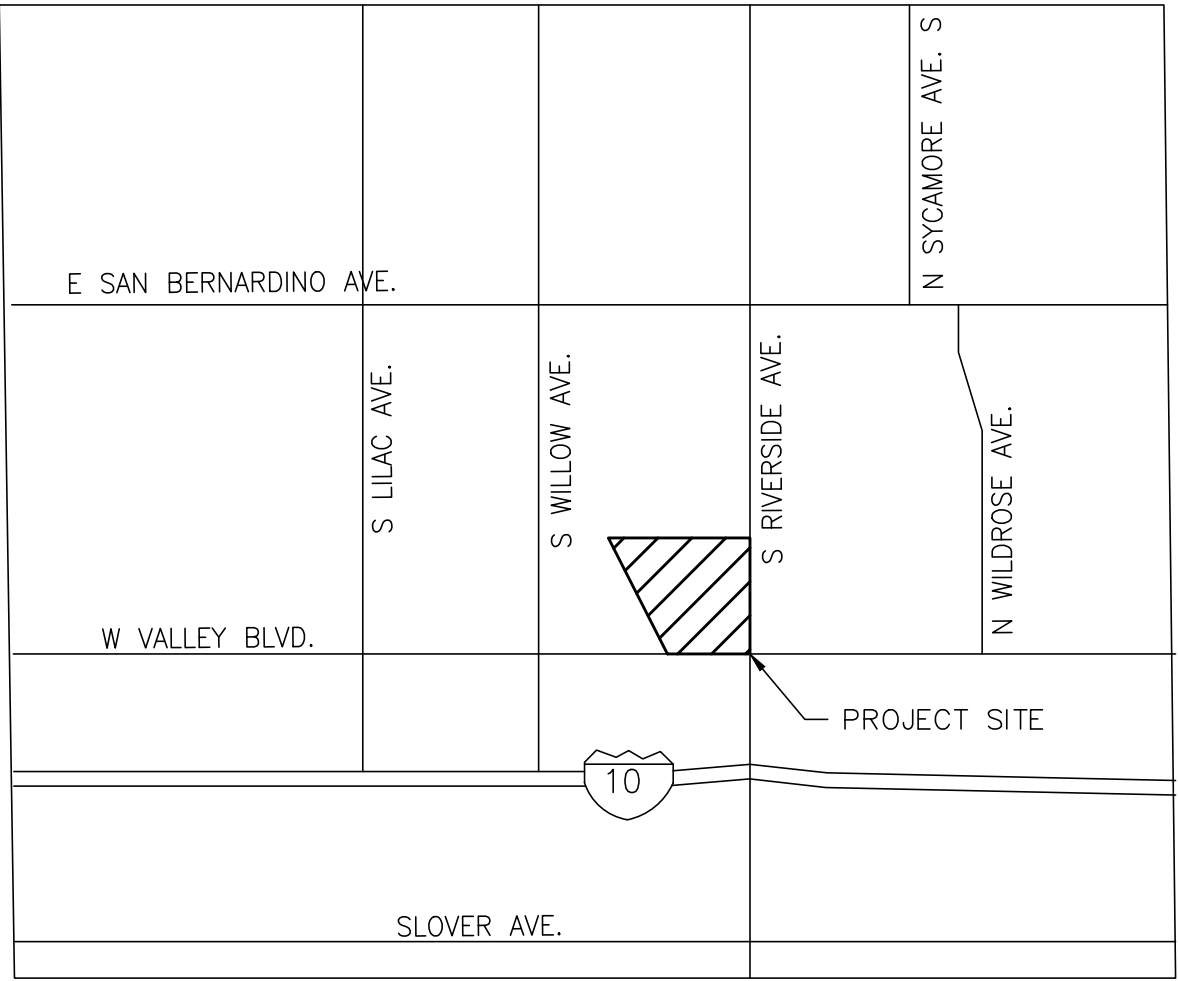 N SYCAMORE AVE. S
E SAN BERNARDINO AVE.
S LILAC AVE.
S WILLOW AVE.
S RIVERSIDE AVE.
N WILDROSE AVE.
W VALLEY BLVD.
PROJECT SITE
10
SLOVER AVE.